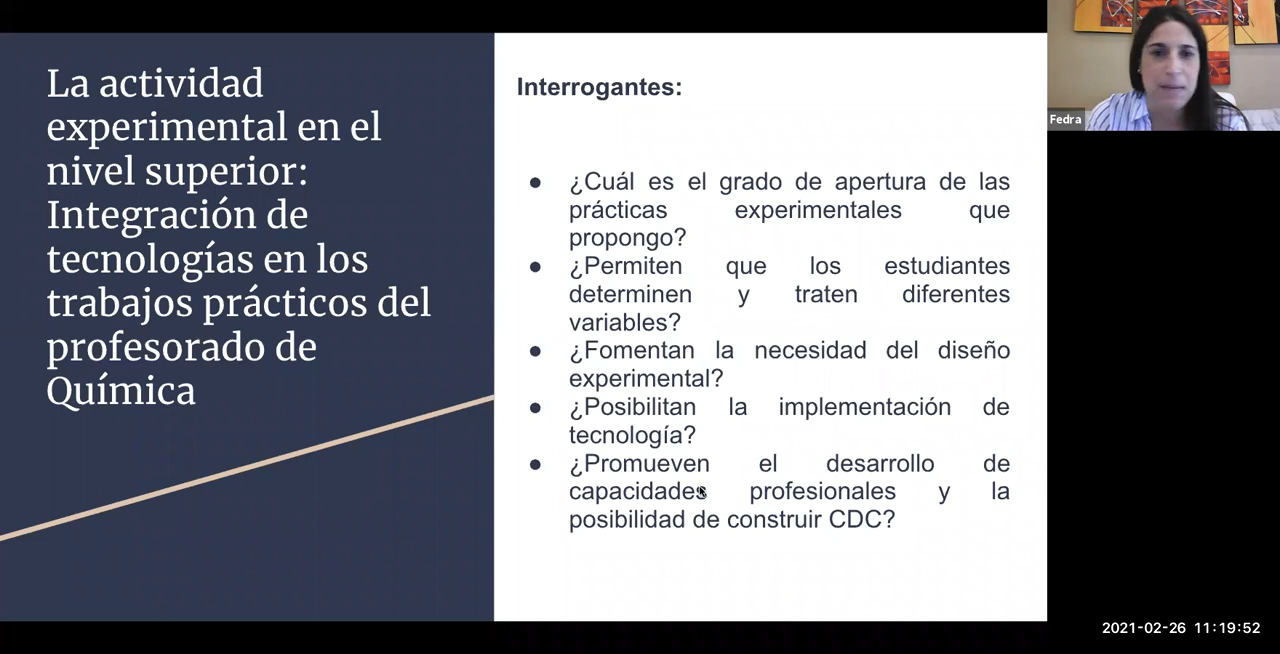 La actividad
experimental en el
nivel superior:
Integración de
tecnologías en los
trabajos prácticos del
profesorado de
Química
Interrogantes:
● ¿Cuál es el grado de apertura de las
prácticas experimentales que
propongo?
● ¿Permiten que los estudiantes
determinen y traten diferentes
variables?
● ¿Fomentan la necesidad del diseño
experimental?
● ¿Posibilitan la implementación de
tecnología?
● ¿Promueven el desarrollo de
capacidades profesionales y la
posibilidad de construir CDC?
Fedra
2021-02-26 11:19:52